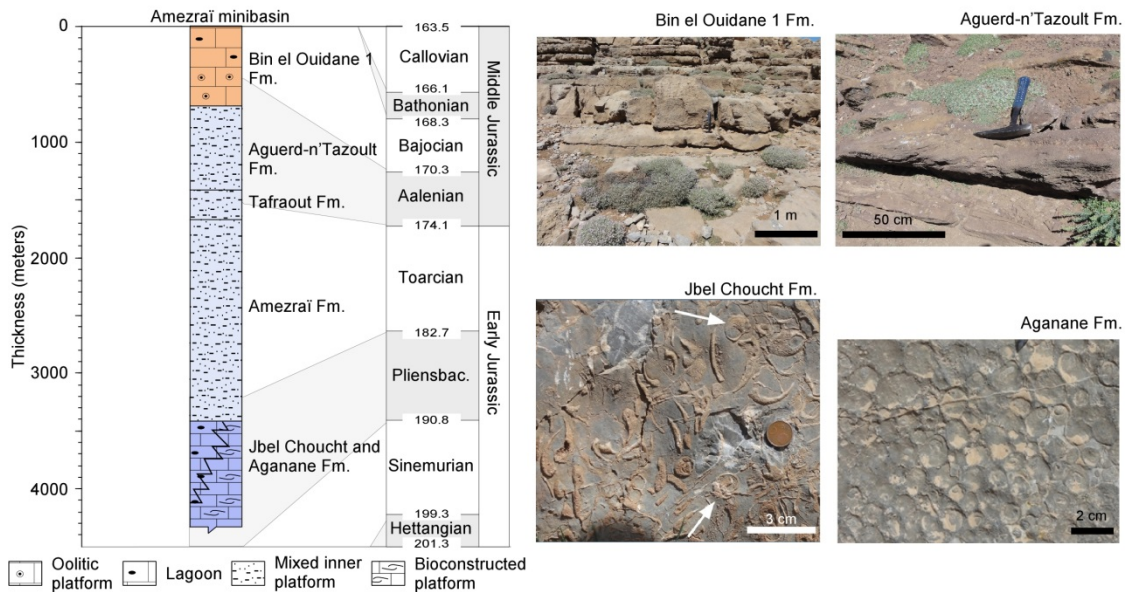 Amezraï minibasin
0
1000
2000
3000
4000
Thickness (meters)
Bin el Ouidane 1
Fm.
Aguerd-n’Tazoult
Fm.
Tafraout Fm.
Amezraï Fm.
Jbel Choucht and
Aganane Fm.
163.5
Callovian
166.1
Bathonian
168.3
Bajocian
170.3
Aalenian
174.1
Toarcian
182.7
Pliensbac.
190.8
Sinemurian
199.3
Hettangian
201.3
Middle Jurassic
Early Jurassic
Oolitic
platform
Lagoon
Mixed inner
platform
Bioconstructed
platform
Bin el Ouidane 1 Fm.
1 m
Aguerd-n’Tazoult Fm.
50 cm
Jbel Choucht Fm.
3 cm
Aganane Fm.
2 cm